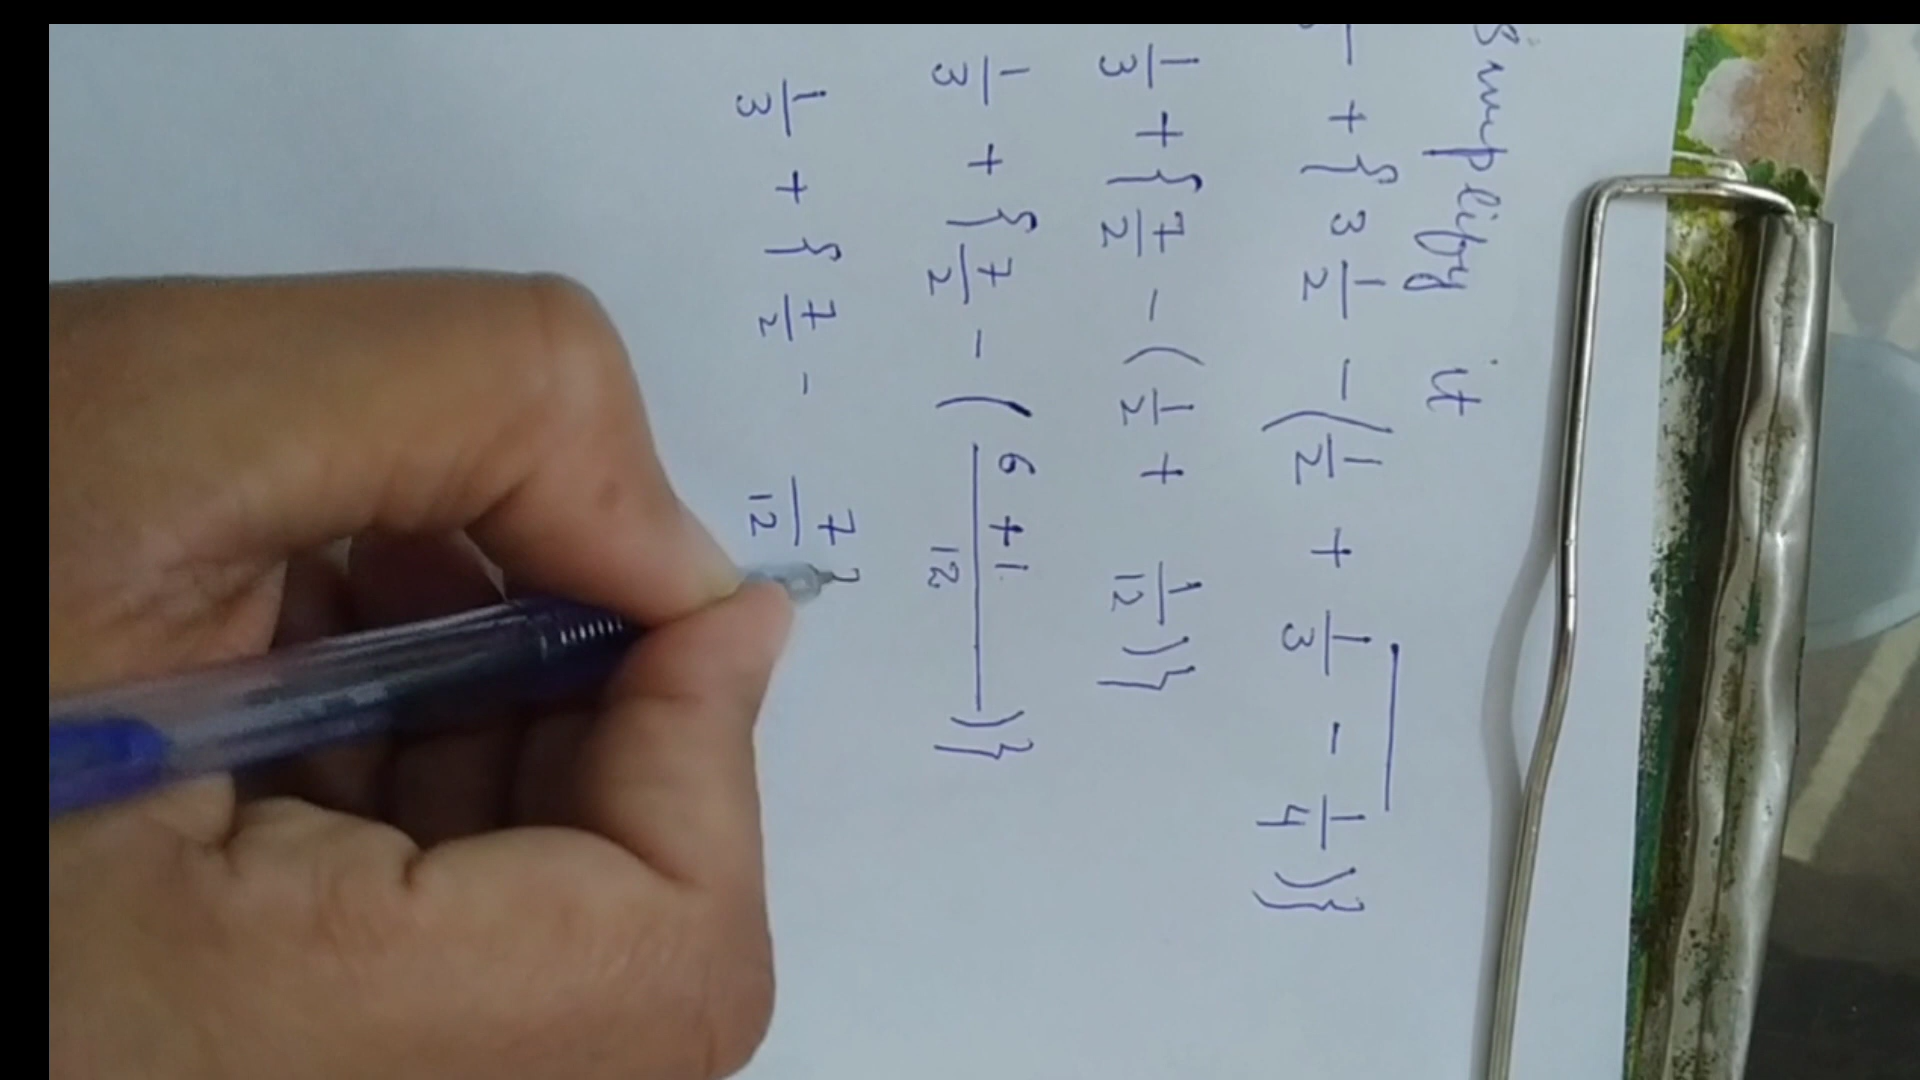 Simplify it
+ { 3 1/2 - ( 1/2 + 1/3 - 1/4 ) }
1/3 + { 7/2 - ( 1/2 + 1/12 ) }
1/3 + { 7/2 - ( 6 + 1 / 12 ) }
1/3 + { 7/2 - 7/12 }